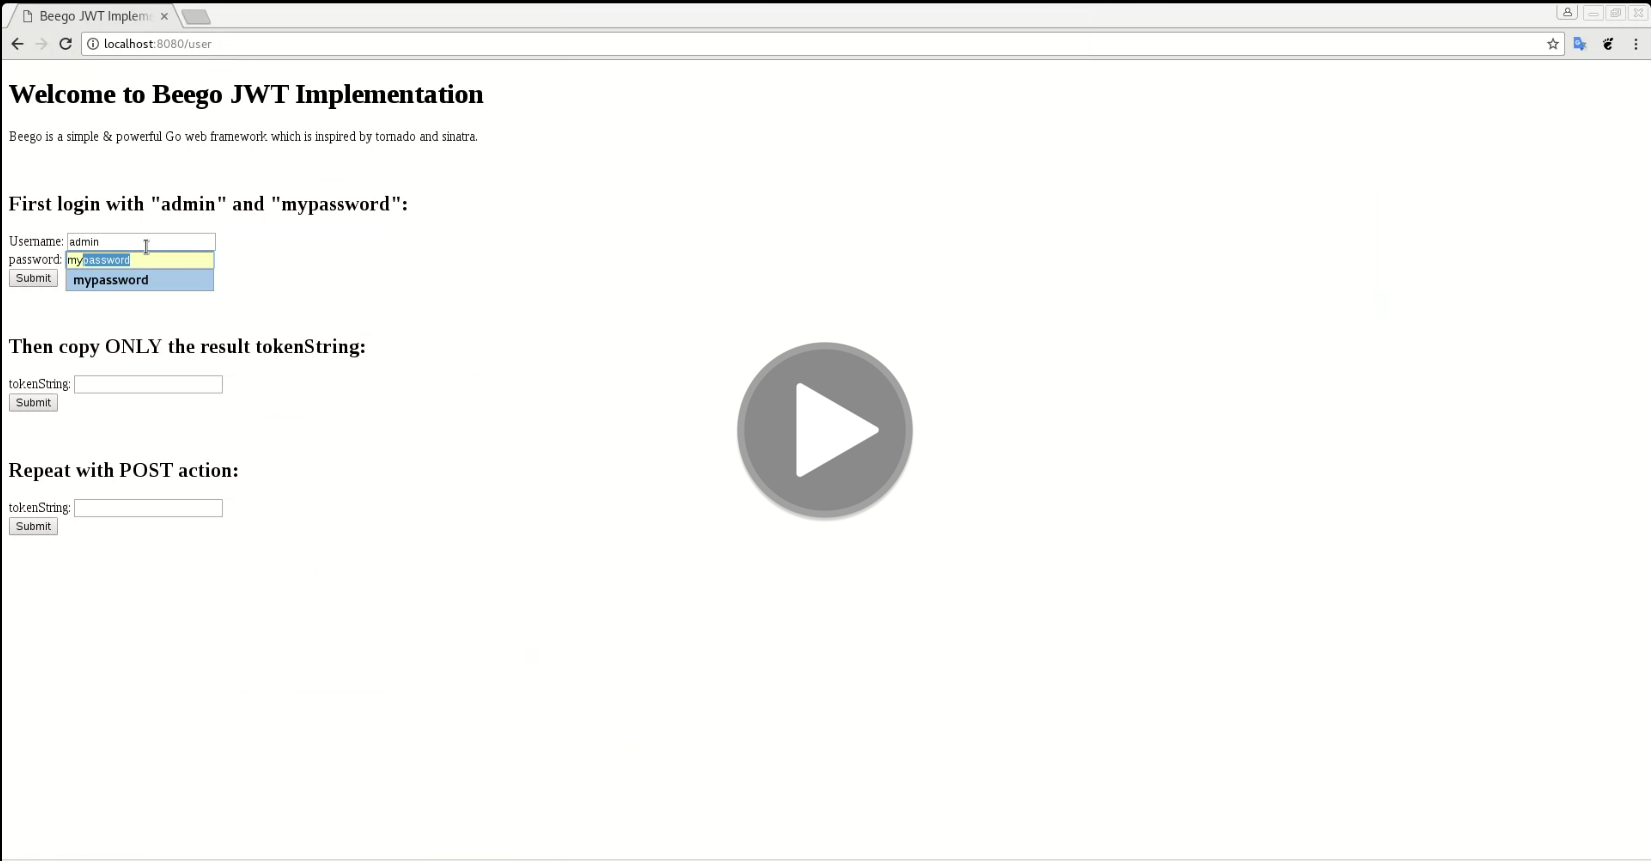 Beego JWT Implem
localhost:8080/user
Welcome to Beego JWT Implementation
Beego is a simple & powerful Go web framework which is inspired by tornado and sinatra.
First login with "admin" and "mypassword":
Username: admin
password: mypassword
Submit
mypassword
Then copy ONLY the result tokenString:
tokenString:
Submit
Repeat with POST action:
tokenString:
Submit